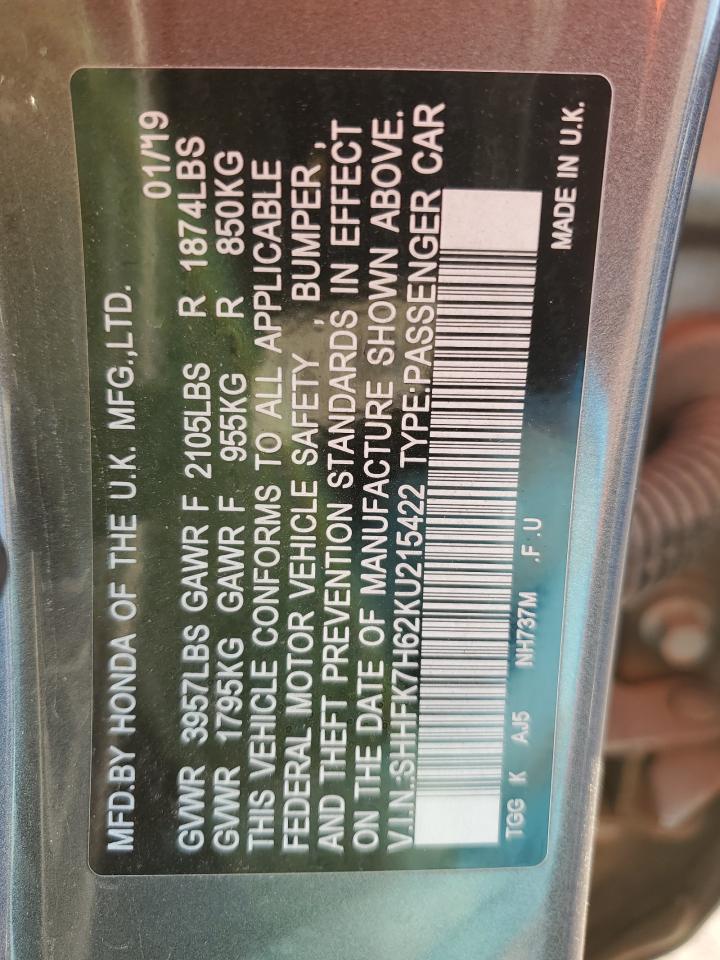 MFD.BY HONDA OF THE U.K. MFG.,LTD.
01/'19
GVWR 3957LBS GAWR F 2105LBS R 1874LBS
GVWR 1795KG GAWR F 955KG R 850KG
THIS VEHICLE CONFORMS TO ALL APPLICABLE
FEDERAL MOTOR VEHICLE SAFETY , BUMPER ,
AND THEFT PREVENTION STANDARDS IN EFFECT
ON THE DATE OF MANUFACTURE SHOWN ABOVE.
V.I.N.:SHHFK7H62KU215422 TYPE:PASSENGER CAR
TGG K AJ5 NH737M .F .U
MADE IN U.K.